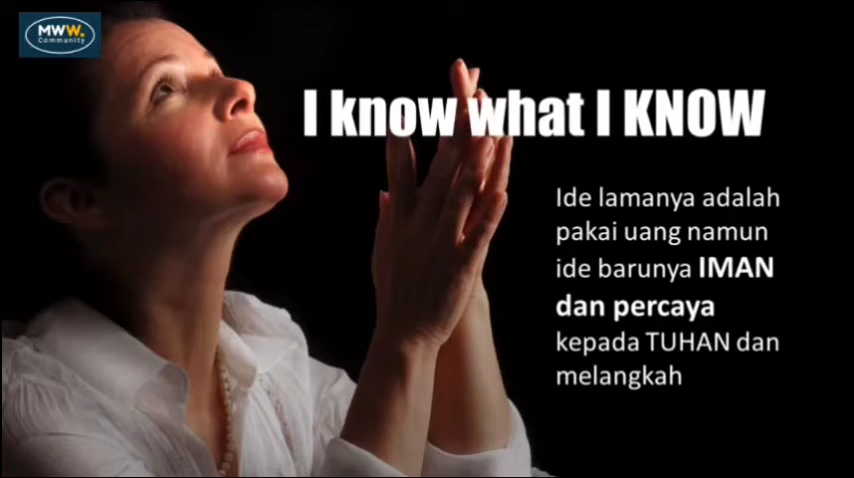 MWW.
Community
I know what I KNOW
Ide lamanya adalah
pakai uang namun
ide barunya IMAN
dan percaya
kepada TUHAN dan
melangkah